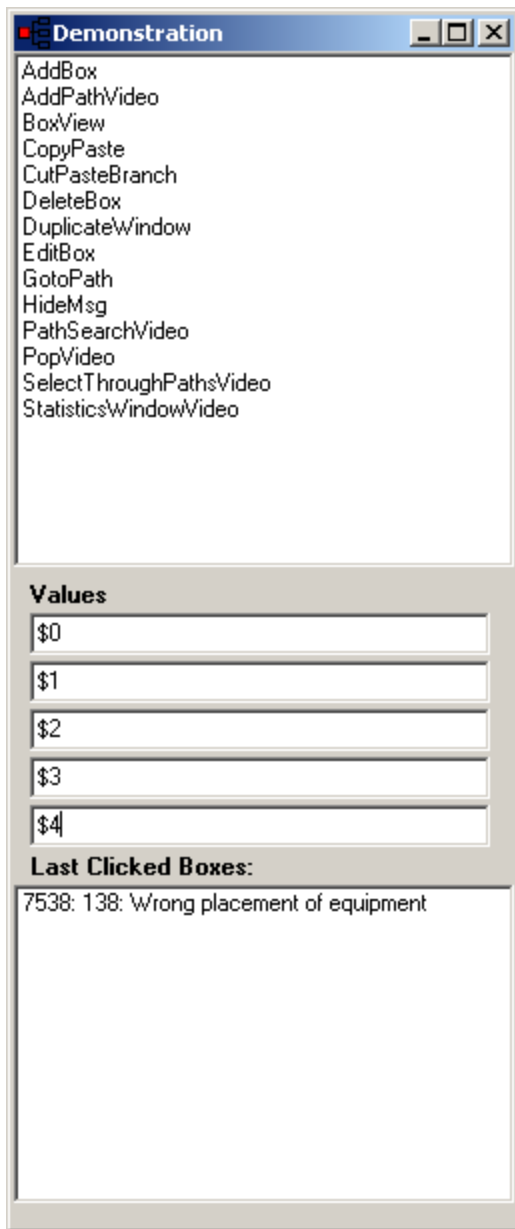 Demonstration
AddBox
AddPathVideo
BoxView
CopyPaste
CutPasteBranch
DeleteBox
DuplicateWindow
EditBox
GotoPath
HideMsg
PathSearchVideo
PopVideo
SelectThroughPathsVideo
StatisticsWindowVideo
Values
$0
$1
$2
$3
$4
Last Clicked Boxes:
7538: 138: Wrong placement of equipment